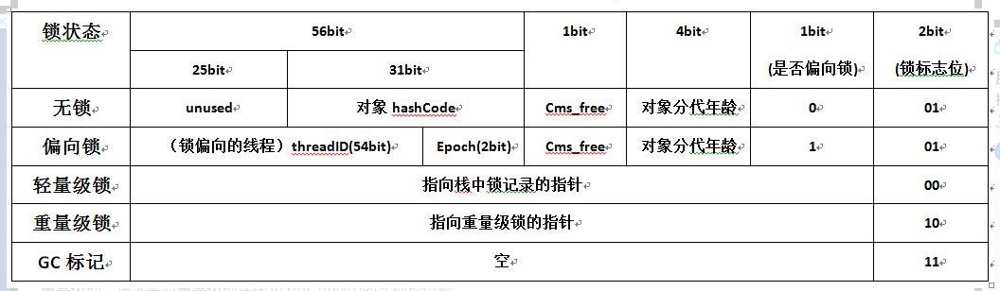 锁状态 56bit 1bit 4bit 1bit 2bit
25bit 31bit (是否偏向锁) (锁标志位)
无锁 unused 对象 hashCode Cms_free 对象分代年龄 0 01
偏向锁 （锁偏向的线程）threadID(54bit) Epoch(2bit) Cms_free 对象分代年龄 1 01
轻量级锁 指向栈中锁记录的指针 00
重量级锁 指向重量级锁的指针 10
GC 标记 空 11